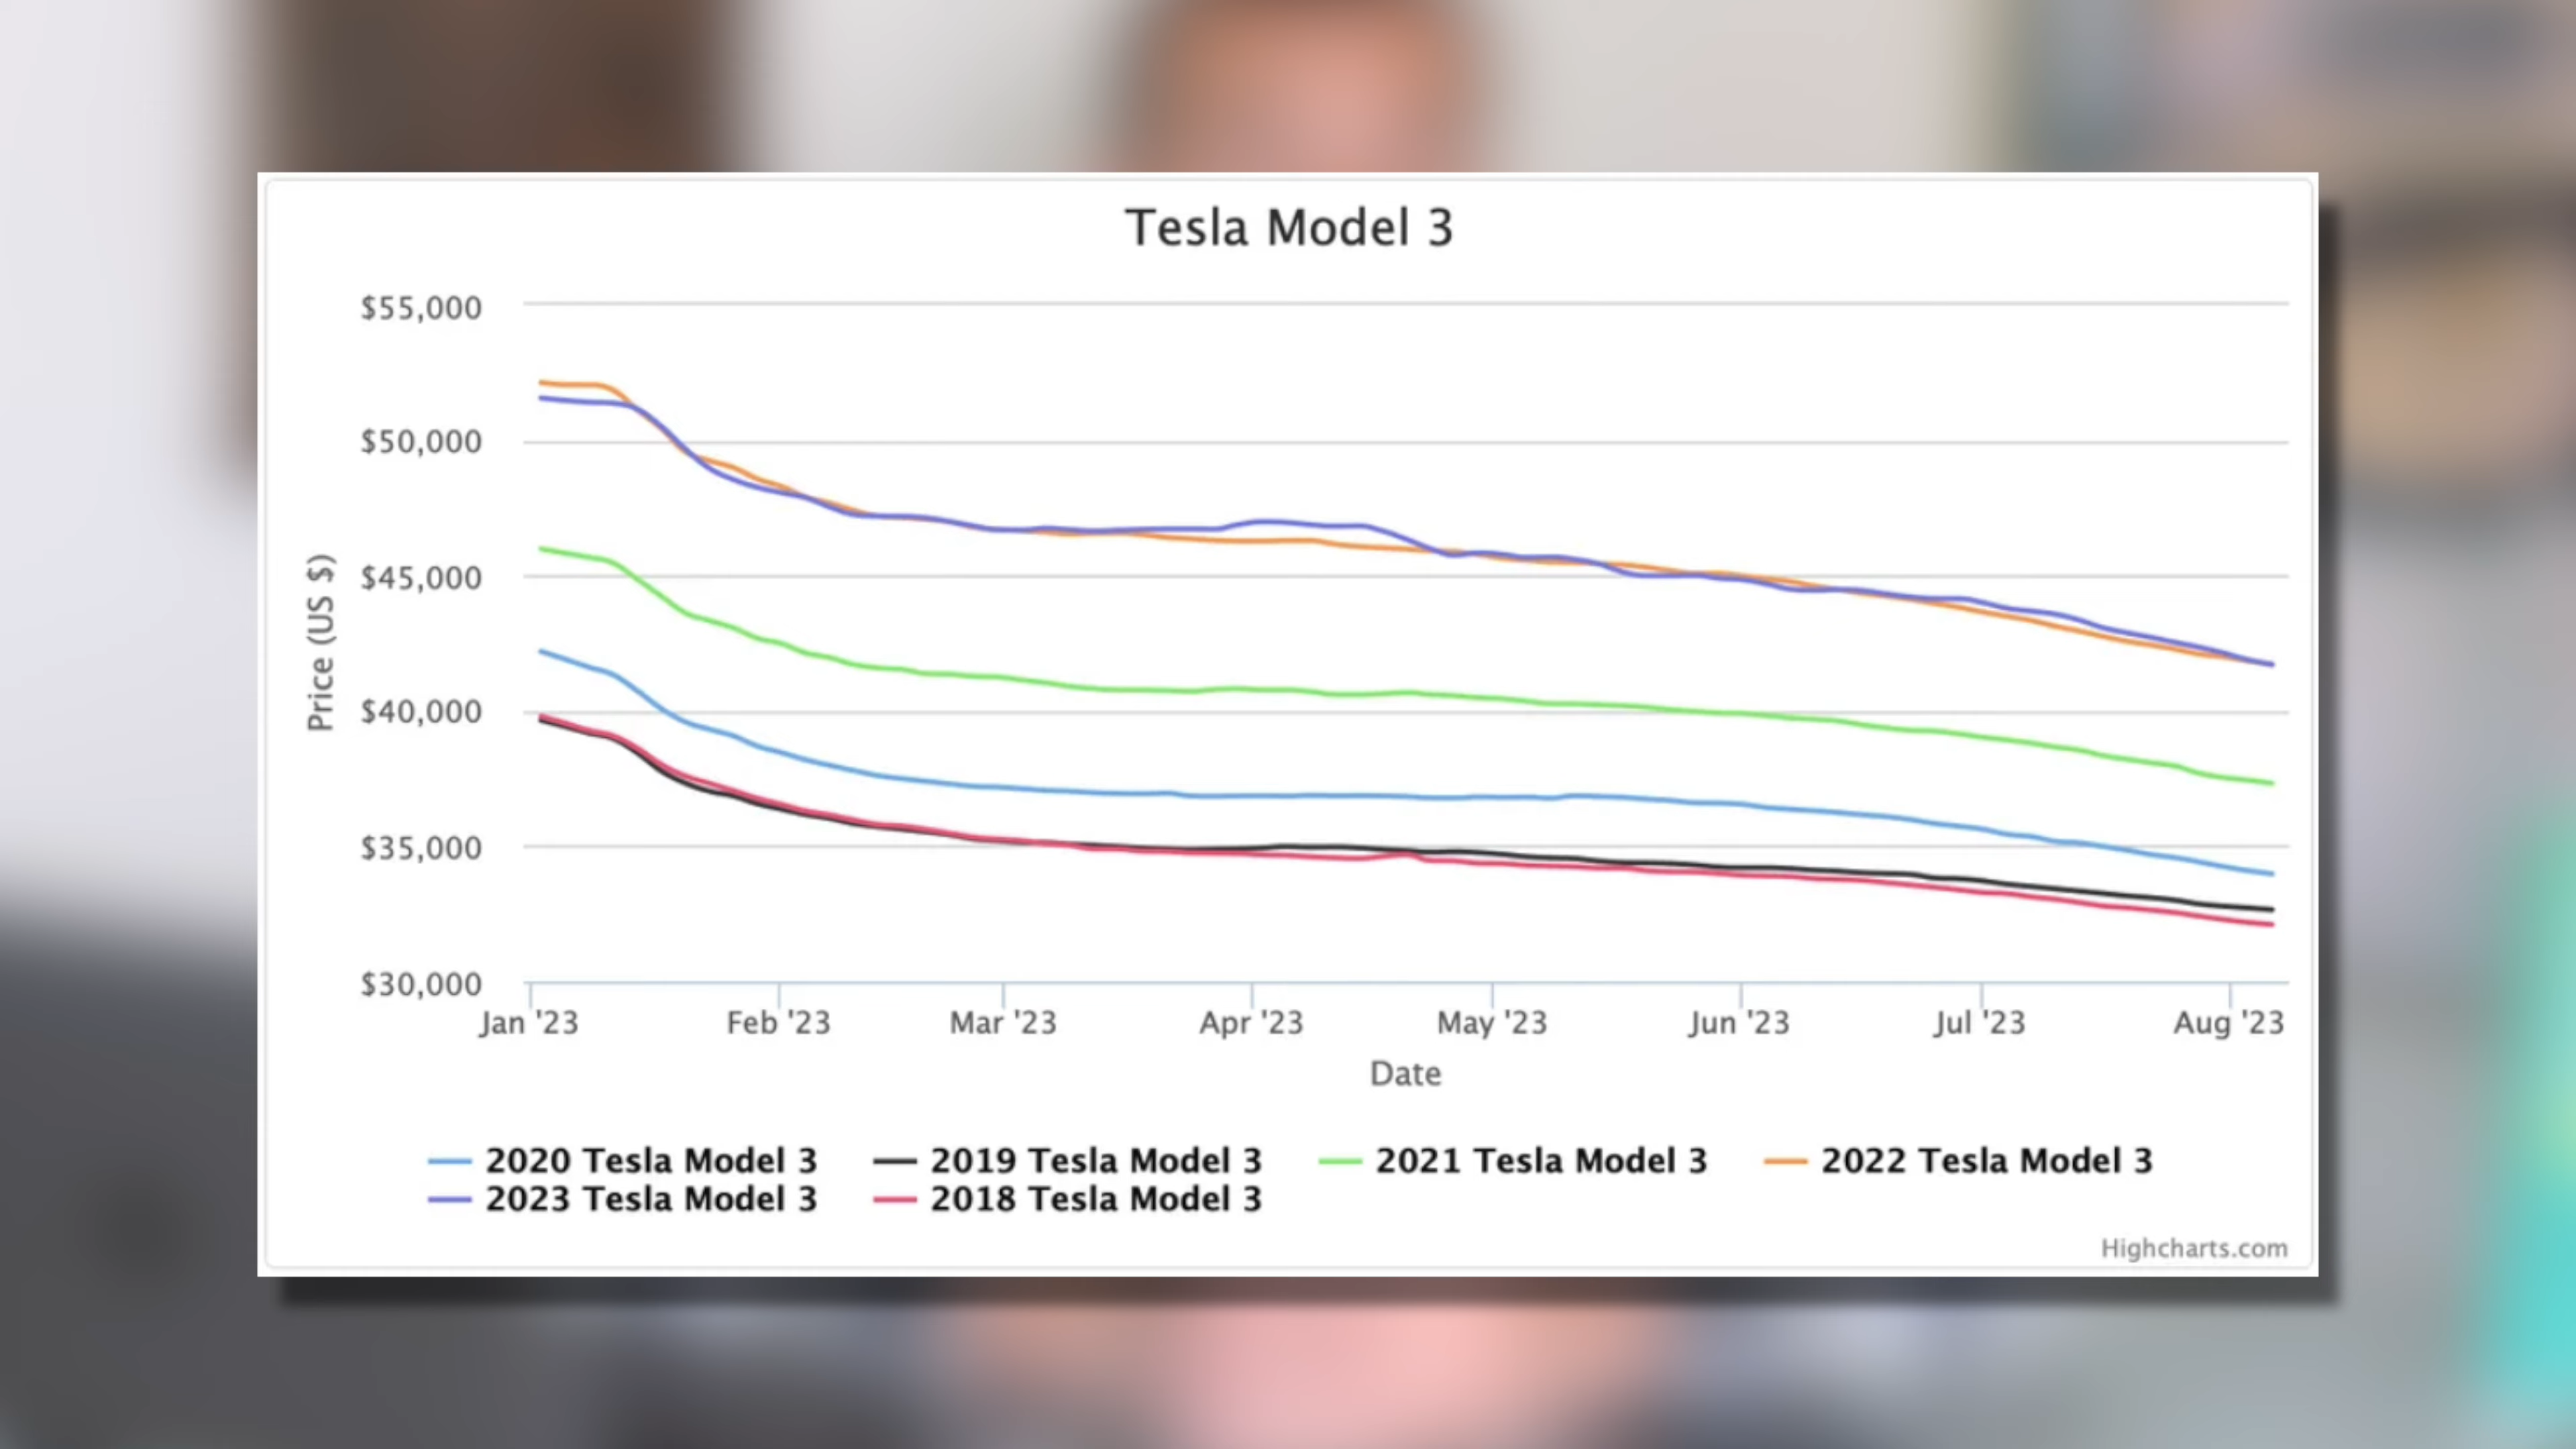 Tesla Model 3
$55,000
$50,000
$45,000
$40,000
$35,000
$30,000
Price (US $)
Jan '23 Feb '23 Mar '23 Apr '23 May '23 Jun '23 Jul '23 Aug '23
Date
2020 Tesla Model 3 2019 Tesla Model 3 2021 Tesla Model 3 2022 Tesla Model 3
2023 Tesla Model 3 2018 Tesla Model 3
Highcharts.com